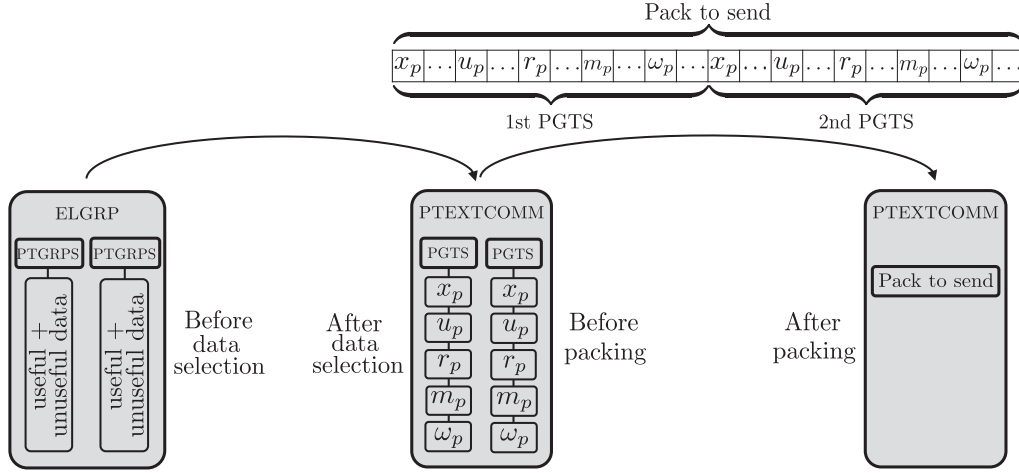 Pack to send
x_p ... u_p ... r_p ... m_p ... ω_p ... x_p ... u_p ... r_p ... m_p ... ω_p ...
1st PGTS 2nd PGTS
ELGRP
PTGRPS PTGRPS
useful +
unuseful data
useful +
unuseful data
Before
data
selection
After
data
selection
PTEXTCOMM
PGTS PGTS
x_p x_p
u_p u_p
r_p r_p
m_p m_p
ω_p ω_p
Before
packing
After
packing
PTEXTCOMM
Pack to send